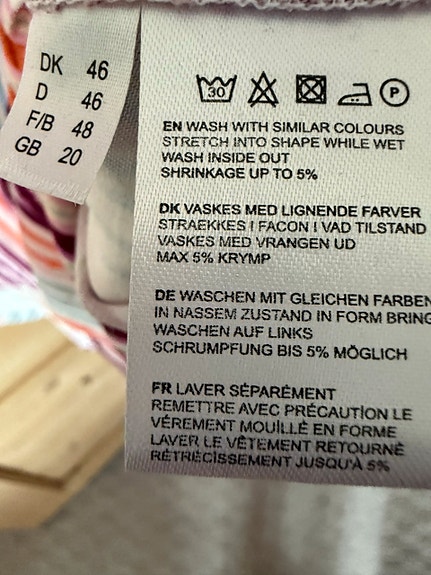 DK 46
D 46
F/B 48
GB 20
30
P
EN WASH WITH SIMILAR COLOURS
STRETCH INTO SHAPE WHILE WET
WASH INSIDE OUT
SHRINKAGE UP TO 5%
DK VASKES MED LIGNENDE FARVER
STRAEKKES I FACON I VAD TILSTAND
VASKES MED VRANGEN UD
MAX 5% KRYMP
DE WASCHEN MIT GLEICHEN FARBEN
IN NASSEM ZUSTAND IN FORM BRING
WASCHEN AUF LINKS
SCHRUMPFUNG BIS 5% MÖGLICH
FR LAVER SÉPARÉMENT
REMETTRE AVEC PRÉCAUTION LE
VÉREMENT MOUILLÉ EN FORME
LAVER LE VÊTEMENT RETOURNÉ
RÉTRÉCISSEMENT JUSQU'À 5%